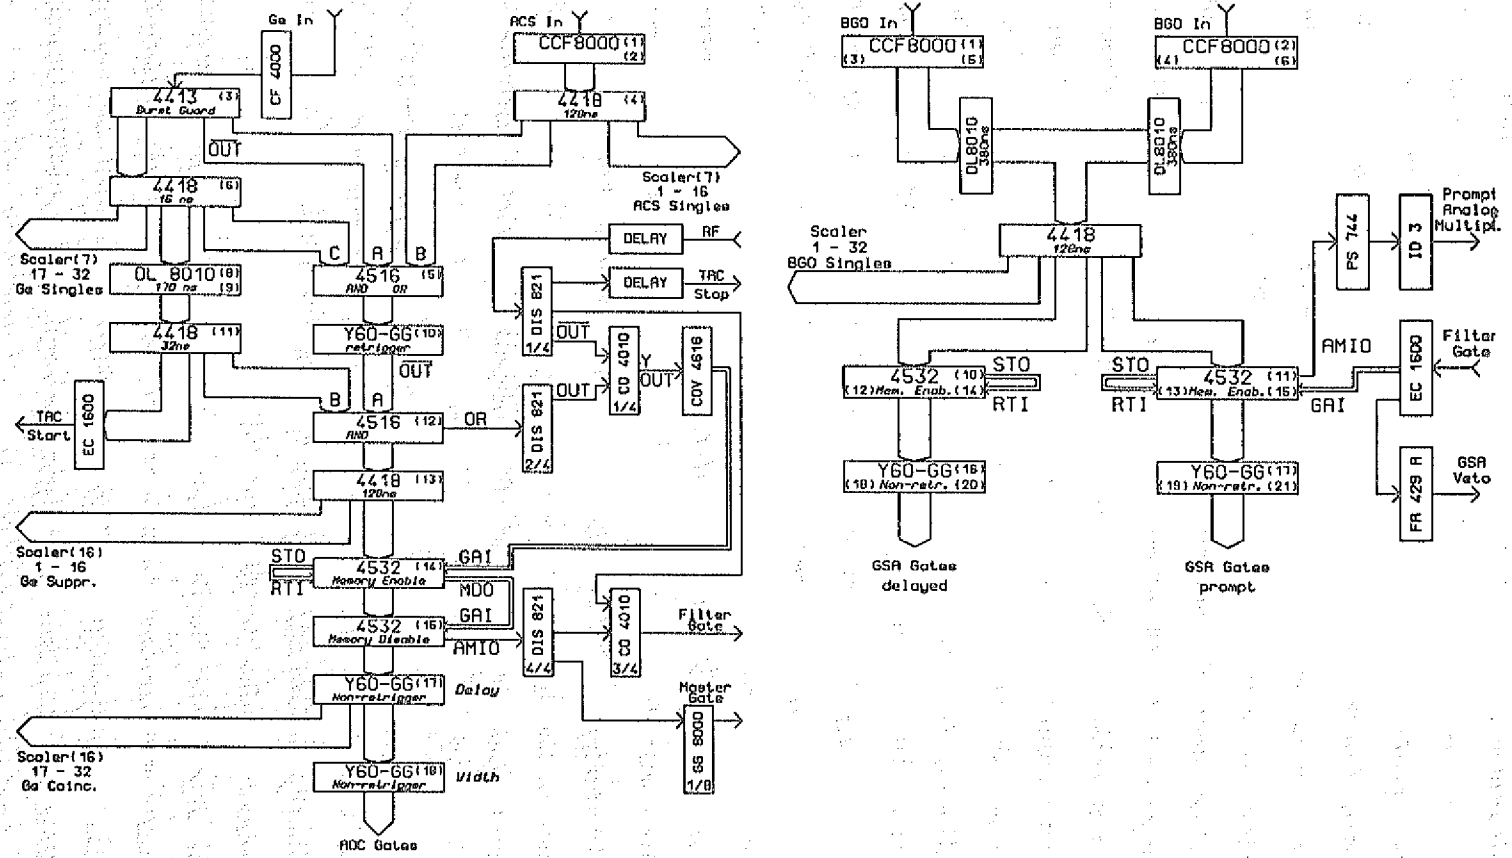 Ge In
CF 4000
4413 (3)
Burst Guard
OUT
4418 (6)
16 ns
Scaler(7)
17 - 32
Ge Singles
DL 8010(8)
170 ns (9)
4418 (11)
32ns
EC 1600
TAC
Start
ACS In
CCF8000(1)
(2)
4418 (4)
120ns
Scaler(7)
1 - 16
ACS Singles
C A B
4516 (5)
AND OR
Y60-GG(10)
retrigger
OUT
B A
4516 (12)
AND
OR
4418 (13)
120ns
Scaler(16)
1 - 16
Ge Suppr.
STO
RTI
4532 (14)
Memory Enable
GAI
MDO
GAI
4532 (15)
Memory Disable
AMIO
Y60-GG(17)
Non-retrigger
Delay
Scaler(16)
17 - 32
Ge Coinc.
Y60-GG(18)
Non-retrigger
Width
ADC Gates
DELAY
RF
DELAY
TAC
Stop
DIS 821
1/4
OUT
OUT
DIS 821
2/4
CO 4010
1/4
Y
OUT
COV 4616
DIS 821
4/4
CO 4010
3/4
Filter
Gate
Master
Gate
GG 8000
1/8
BGO In
CCF8000(1)
(3) (5)
BGO In
CCF8000(2)
(4) (6)
DL8010
380ns
DL8010
380ns
4418
120ns
Scaler
1 - 32
BGO Singles
4532 (10)
(12)Mem. Enab.(14)
STO
RTI
Y60-GG(16)
(18) Non-retr. (20)
GSA Gates
delayed
STO
RTI
4532 (11)
(13)Mem. Enab.(15)
AMIO
GAI
Y60-GG(17)
(19) Non-retr. (21)
GSA Gates
prompt
PS 744
ID 3
Prompt
Analog
Multipl.
EC 1600
Filter
Gate
FA 429 A
GSA
Veto